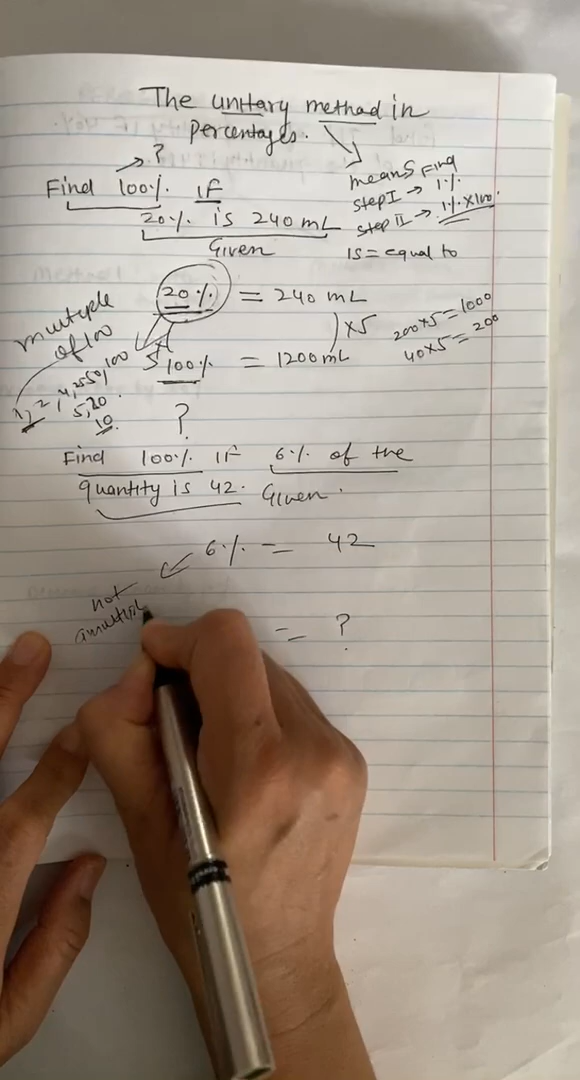 The unitary method in
percentages.
?
Find 100% if
20% is 240 mL
Given
means Find
step I → 1%
step II → 1% × 100.
is = equal to
20% = 240 mL
×5
200×5=1000
40×5=200
multiple
of 100
5
100% = 1200 mL
1, 2, 4, 25, 50, 100
5, 20.
10.
?
Find 100% if 6% of the
quantity is 42. Given.
6% = 42
not
a multipl
= ?